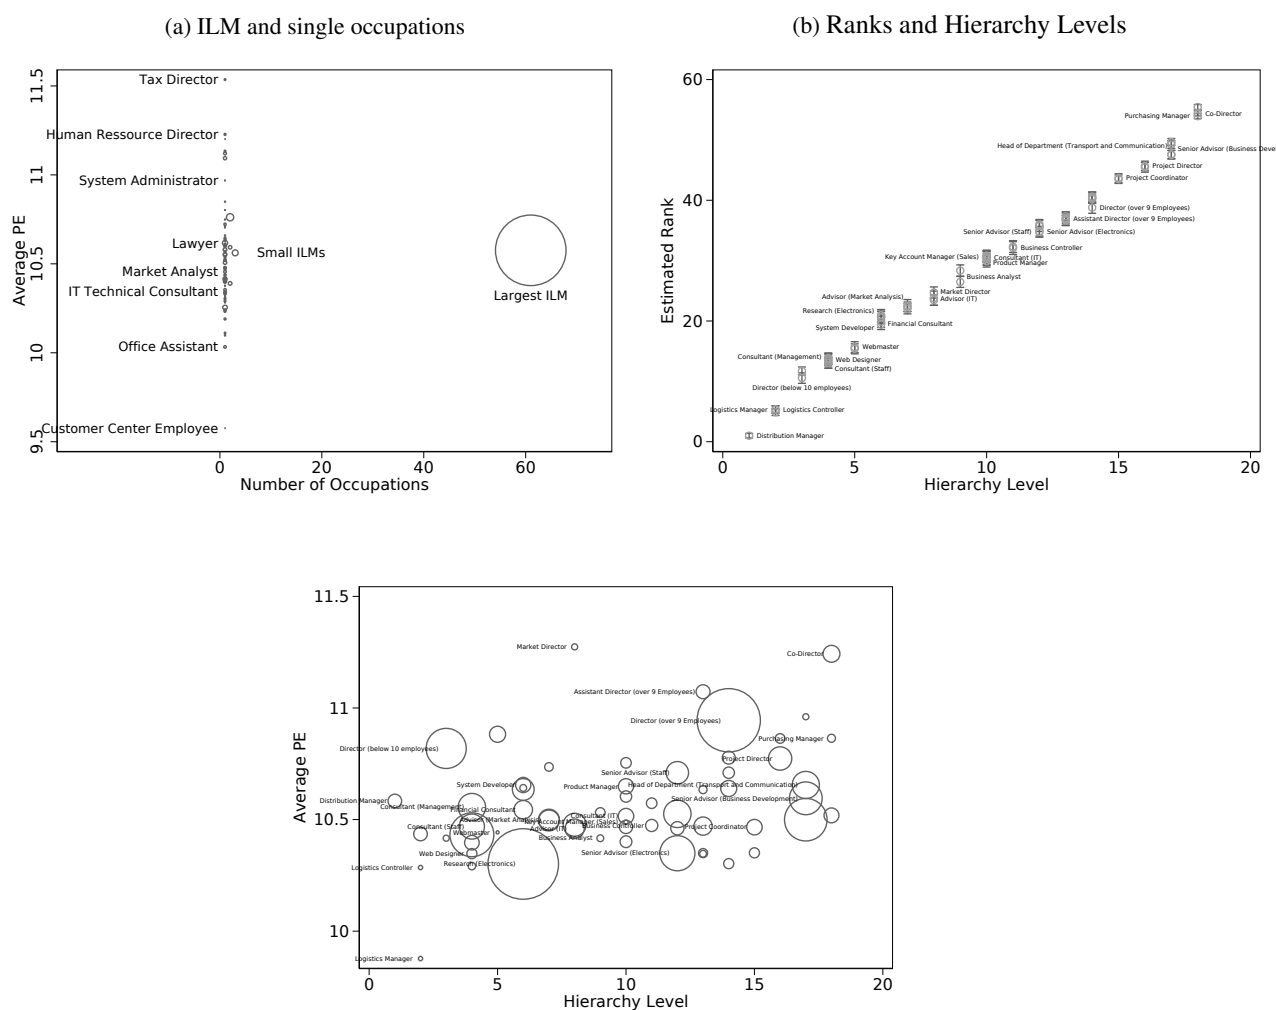 (a) ILM and single occupations
Average PE
11.5
11
10.5
10
9.5
Tax Director
Human Ressource Director
System Administrator
Lawyer
Small ILMs
Market Analyst
IT Technical Consultant
Largest ILM
Office Assistant
Customer Center Employee
0 20 40 60
Number of Occupations
(b) Ranks and Hierarchy Levels
Estimated Rank
60
40
20
0
Purchasing Manager
Co-Director
Head of Department (Transport and Communication)
Senior Advisor (Business Deve
Project Director
Project Coordinator
Director (over 9 Employees)
Assistant Director (over 9 Employees)
Senior Advisor (Staff)
Senior Advisor (Electronics)
Business Controller
Key Account Manager (Sales)
Consultant (IT)
Product Manager
Business Analyst
Market Director
Advisor (Market Analysis)
Advisor (IT)
Research (Electronics)
Financial Consultant
System Developer
Webmaster
Consultant (Management)
Web Designer
Consultant (Staff)
Director (below 10 employees)
Logistics Manager
Logistics Controller
Distribution Manager
0 5 10 15 20
Hierarchy Level
Average PE
11.5
11
10.5
10
Market Director
Co-Director
Assistant Director (over 9 Employees)
Director (over 9 Employees)
Purchasing Manager
Director (below 10 employees)
Project Director
Senior Advisor (Staff)
System Developer
Product Manager
Head of Department (Transport and Communication)
Distribution Manager
Senior Advisor (Business Development)
Consultant (Management)
Financial Consultant
Consultant (IT)
Advisor (Market Analysis)
Key Account Manager (Sales)
Consultant (Staff)
Advisor (IT)
Business Controller
Project Coordinator
Webmaster
Business Analyst
Web Designer
Senior Advisor (Electronics)
Research (Electronics)
Logistics Controller
Logistics Manager
0 5 10 15 20
Hierarchy Level